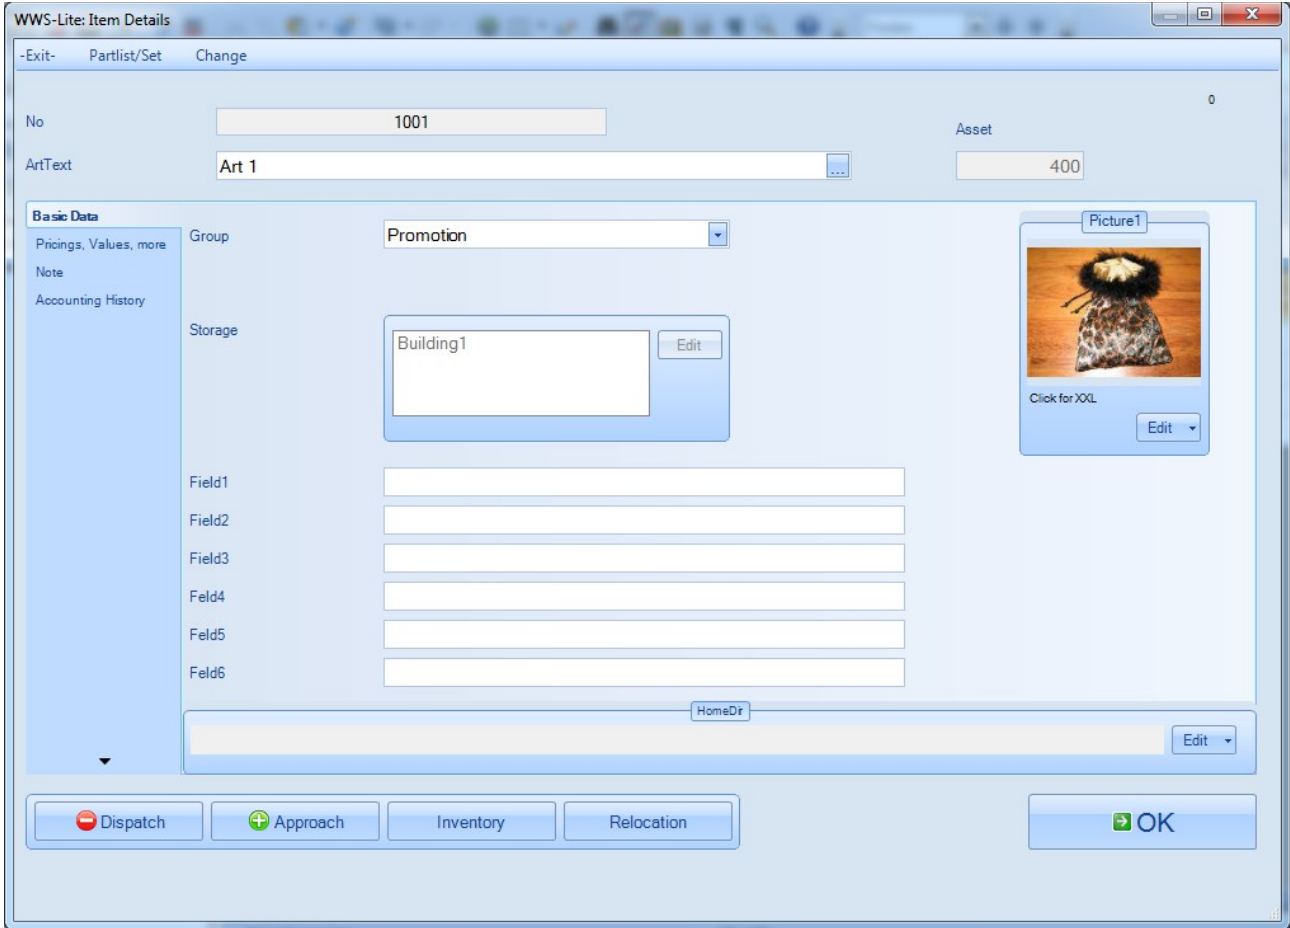 WWS-Lite: Item Details
-Exit- Partlist/Set Change
0
No 1001
Asset
ArtText Art 1 ... 400
Basic Data
Pricings, Values, more
Note
Accounting History
Group Promotion
Storage Building1 Edit
Picture1
Click for XXL
Edit
Field1
Field2
Field3
Feld4
Feld5
Feld6
HomeDir
Edit
Dispatch Approach Inventory Relocation OK